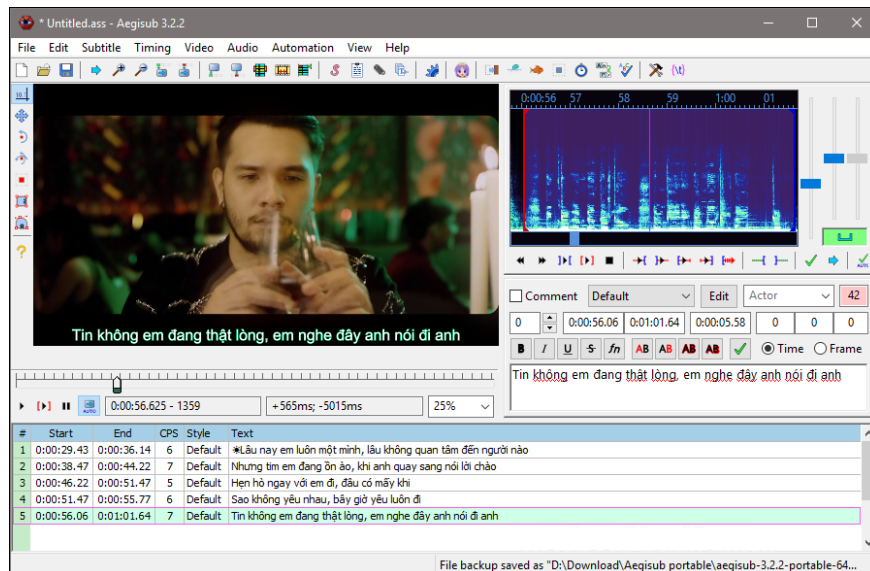 * Untitled.ass - Aegisub 3.2.2
File Edit Subtitle Timing Video Audio Automation View Help
0:00:56 57 58 59 1:00 01
Tin không em đang thật lòng, em nghe đây anh nói đi anh
Comment Default Edit Actor 42
0 0:00:56.06 0:01:01.64 0:00:05.58 0 0 0
B I U S fn AB AB AB AB Time Frame
Tin không em đang thật lòng, em nghe đây anh nói đi anh
AUTO 0:00:56.625 - 1359 +565ms; -5015ms 25%
# Start End CPS Style Text
1 0:00:29.43 0:00:36.14 6 Default ☀Lâu nay em luôn một mình, lâu không quan tâm đến người nào
2 0:00:38.47 0:00:44.22 7 Default Nhưng tim em đang ồn ào, khi anh quay sang nói lời chào
3 0:00:46.22 0:00:51.47 5 Default Hẹn hò ngay với em đi, đâu có mấy khi
4 0:00:51.47 0:00:55.77 6 Default Sao không yêu nhau, bây giờ yêu luôn đi
5 0:00:56.06 0:01:01.64 7 Default Tin không em đang thật lòng, em nghe đây anh nói đi anh
File backup saved as "D:\Download\Aegisub portable\aegisub-3.2.2-portable-64...